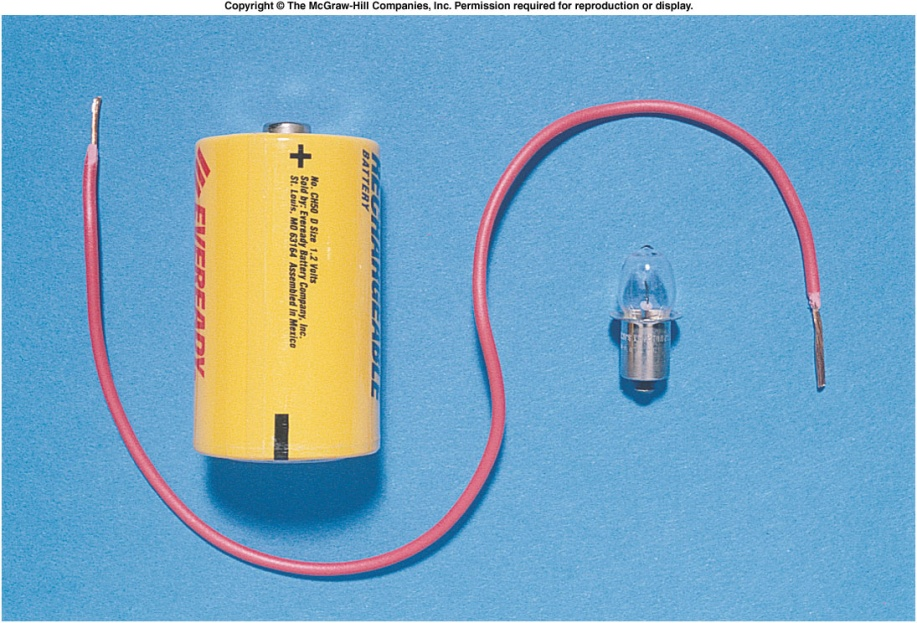 Copyright © The McGraw-Hill Companies, Inc. Permission required for reproduction or display.
+
No. CH50 D Size 1.2 Volts
Sold by: Eveready Battery Company, Inc.
St. Louis, MO 63164 Assembled in Mexico
RECHARGEABLE
BATTERY
EVEREADY